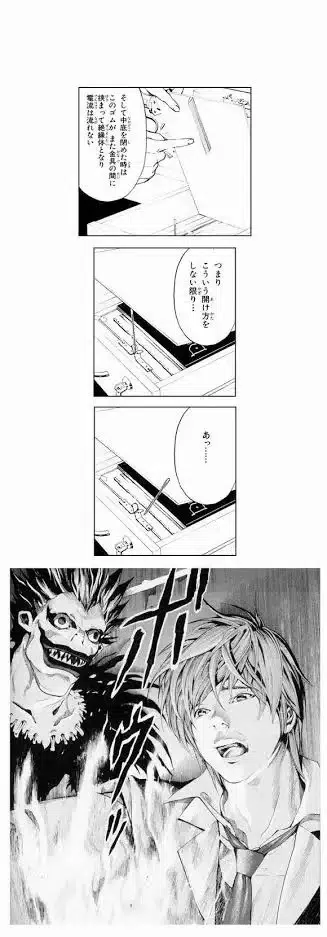 そして中底を閉めた時は
このゴムが また金具の間に
挟まって絶縁体となり
電流は流れない
つまり
こういう開け方を
しない限り…
あっ……
ボウッ